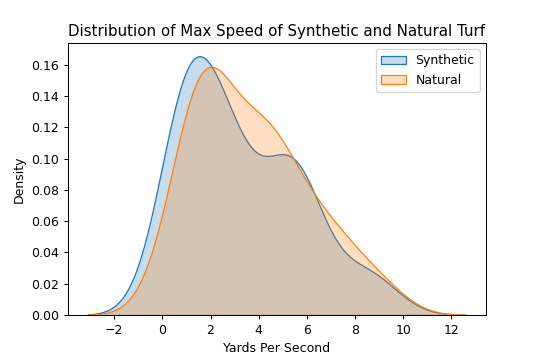 Distribution of Max Speed of Synthetic and Natural Turf
Synthetic
Natural
0.16
0.14
0.12
0.10
0.08
0.06
0.04
0.02
0.00
Density
−2 0 2 4 6 8 10 12
Yards Per Second